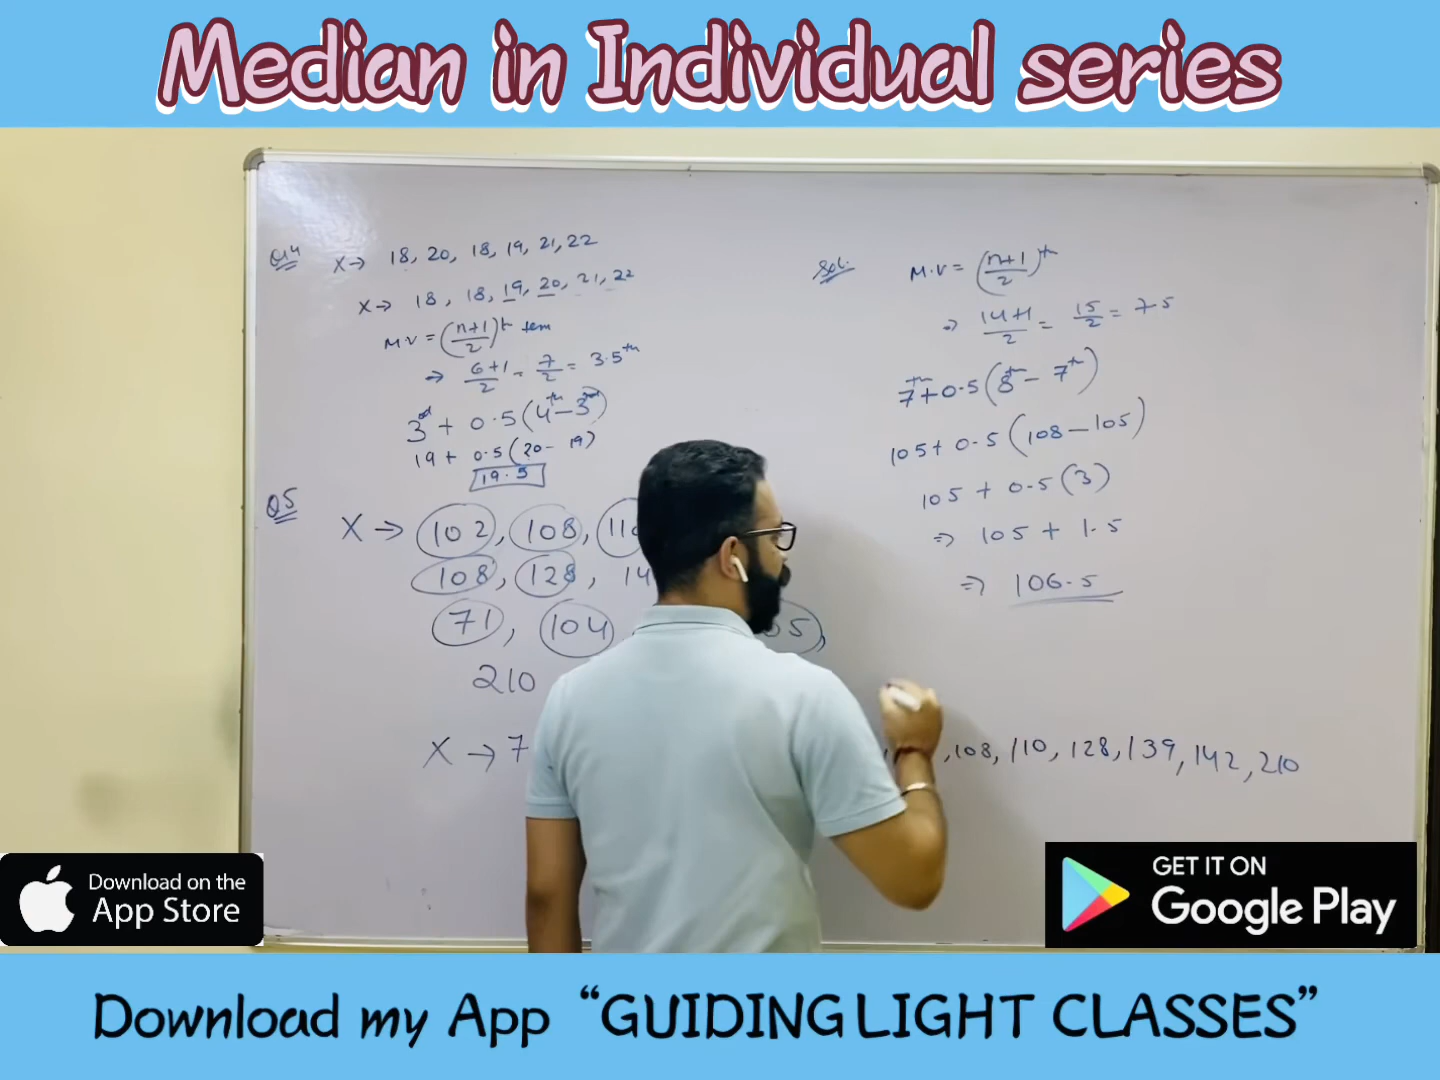 Median in Individual series
Q4 X→ 18, 20, 18, 19, 21, 22
X→ 18, 18, 19, 20, 21, 22
M.V = (n+1/2)th tem
⇒ 6+1/2 = 7/2 = 3.5th
3rd + 0.5(4th – 3rd)
19 + 0.5(20 - 19)
19.5
Q5 X → 102, 108,
108, 128, 14
71, 104
210
X → 7
,108, 110, 128, 139, 142, 210
Sol. M.V = (n+1/2)th
⇒ 14+1/2 = 15/2 = 7.5
7th + 0.5(8th – 7th)
105 + 0.5(108 – 105)
105 + 0.5(3)
⇒ 105 + 1.5
⇒ 106.5
Download on the
App Store
GET IT ON
Google Play
Download my App “GUIDING LIGHT CLASSES”